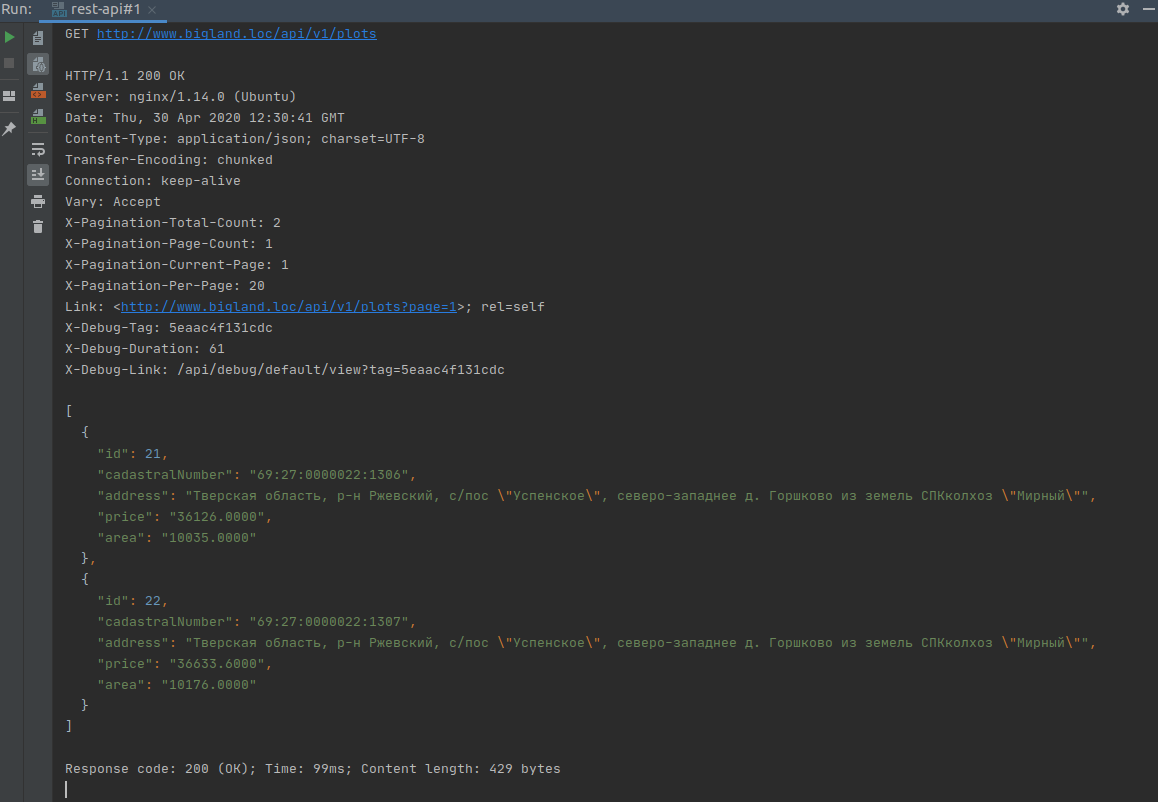 Run: rest-api#1
GET http://www.bigland.loc/api/v1/plots
HTTP/1.1 200 OK
Server: nginx/1.14.0 (Ubuntu)
Date: Thu, 30 Apr 2020 12:30:41 GMT
Content-Type: application/json; charset=UTF-8
Transfer-Encoding: chunked
Connection: keep-alive
Vary: Accept
X-Pagination-Total-Count: 2
X-Pagination-Page-Count: 1
X-Pagination-Current-Page: 1
X-Pagination-Per-Page: 20
Link: <http://www.bigland.loc/api/v1/plots?page=1>; rel=self
X-Debug-Tag: 5eaac4f131cdc
X-Debug-Duration: 61
X-Debug-Link: /api/debug/default/view?tag=5eaac4f131cdc
[
  {
    "id": 21,
    "cadastralNumber": "69:27:0000022:1306",
    "address": "Тверская область, р-н Ржевский, с/пос \"Успенское\", северо-западнее д. Горшково из земель СПКколхоз \"Мирный\"",
    "price": "36126.0000",
    "area": "10035.0000"
  },
  {
    "id": 22,
    "cadastralNumber": "69:27:0000022:1307",
    "address": "Тверская область, р-н Ржевский, с/пос \"Успенское\", северо-западнее д. Горшково из земель СПКколхоз \"Мирный\"",
    "price": "36633.6000",
    "area": "10176.0000"
  }
]
Response code: 200 (OK); Time: 99ms; Content length: 429 bytes